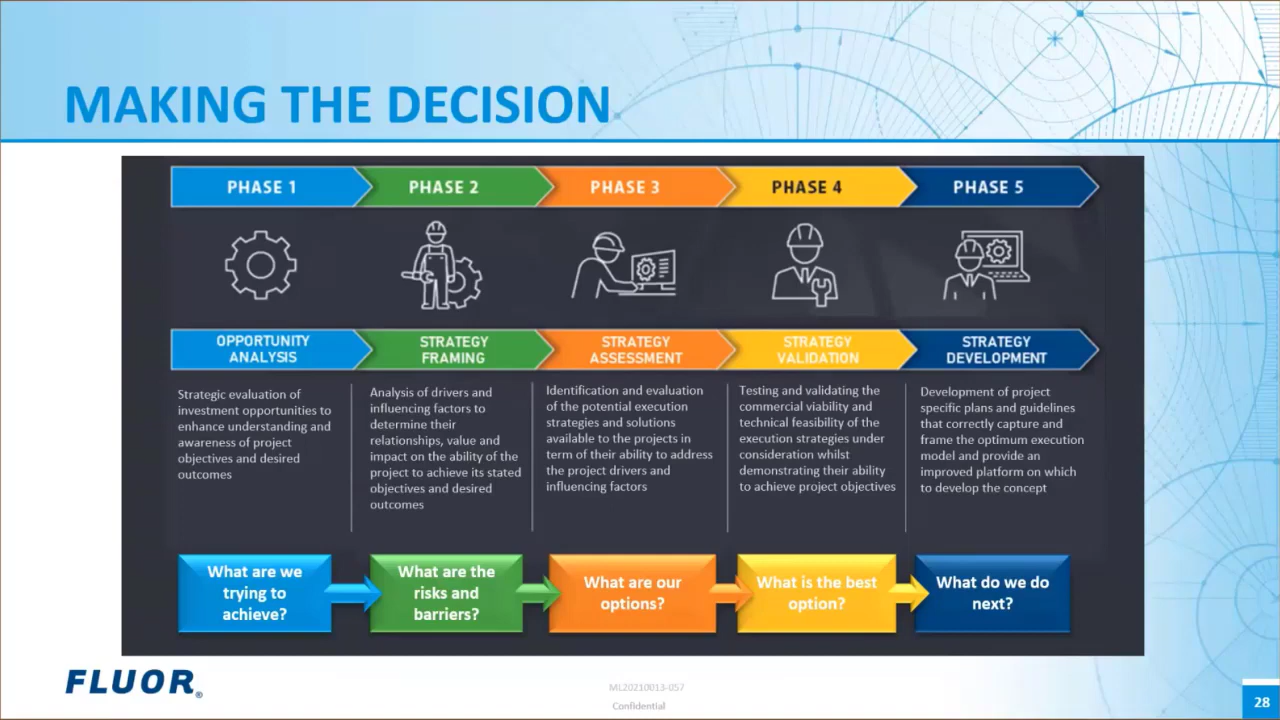 MAKING THE DECISION
PHASE 1
PHASE 2
PHASE 3
PHASE 4
PHASE 5
OPPORTUNITY
ANALYSIS
STRATEGY
FRAMING
STRATEGY
ASSESSMENT
STRATEGY
VALIDATION
STRATEGY
DEVELOPMENT
Strategic evaluation of
investment opportunities to
enhance understanding and
awareness of project
objectives and desired
outcomes
Analysis of drivers and
influencing factors to
determine their
relationships, value and
impact on the ability of the
project to achieve its stated
objectives and desired
outcomes
Identification and evaluation
of the potential execution
strategies and solutions
available to the projects in
term of their ability to address
the project drivers and
influencing factors
Testing and validating the
commercial viability and
technical feasibility of the
execution strategies under
consideration whilst
demonstrating their ability
to achieve project objectives
Development of project
specific plans and guidelines
that correctly capture and
frame the optimum execution
model and provide an
improved platform on which
to develop the concept
What are we
trying to
achieve?
What are the
risks and
barriers?
What are our
options?
What is the best
option?
What do we do
next?
FLUOR®
ML20210013-057
Confidential
28